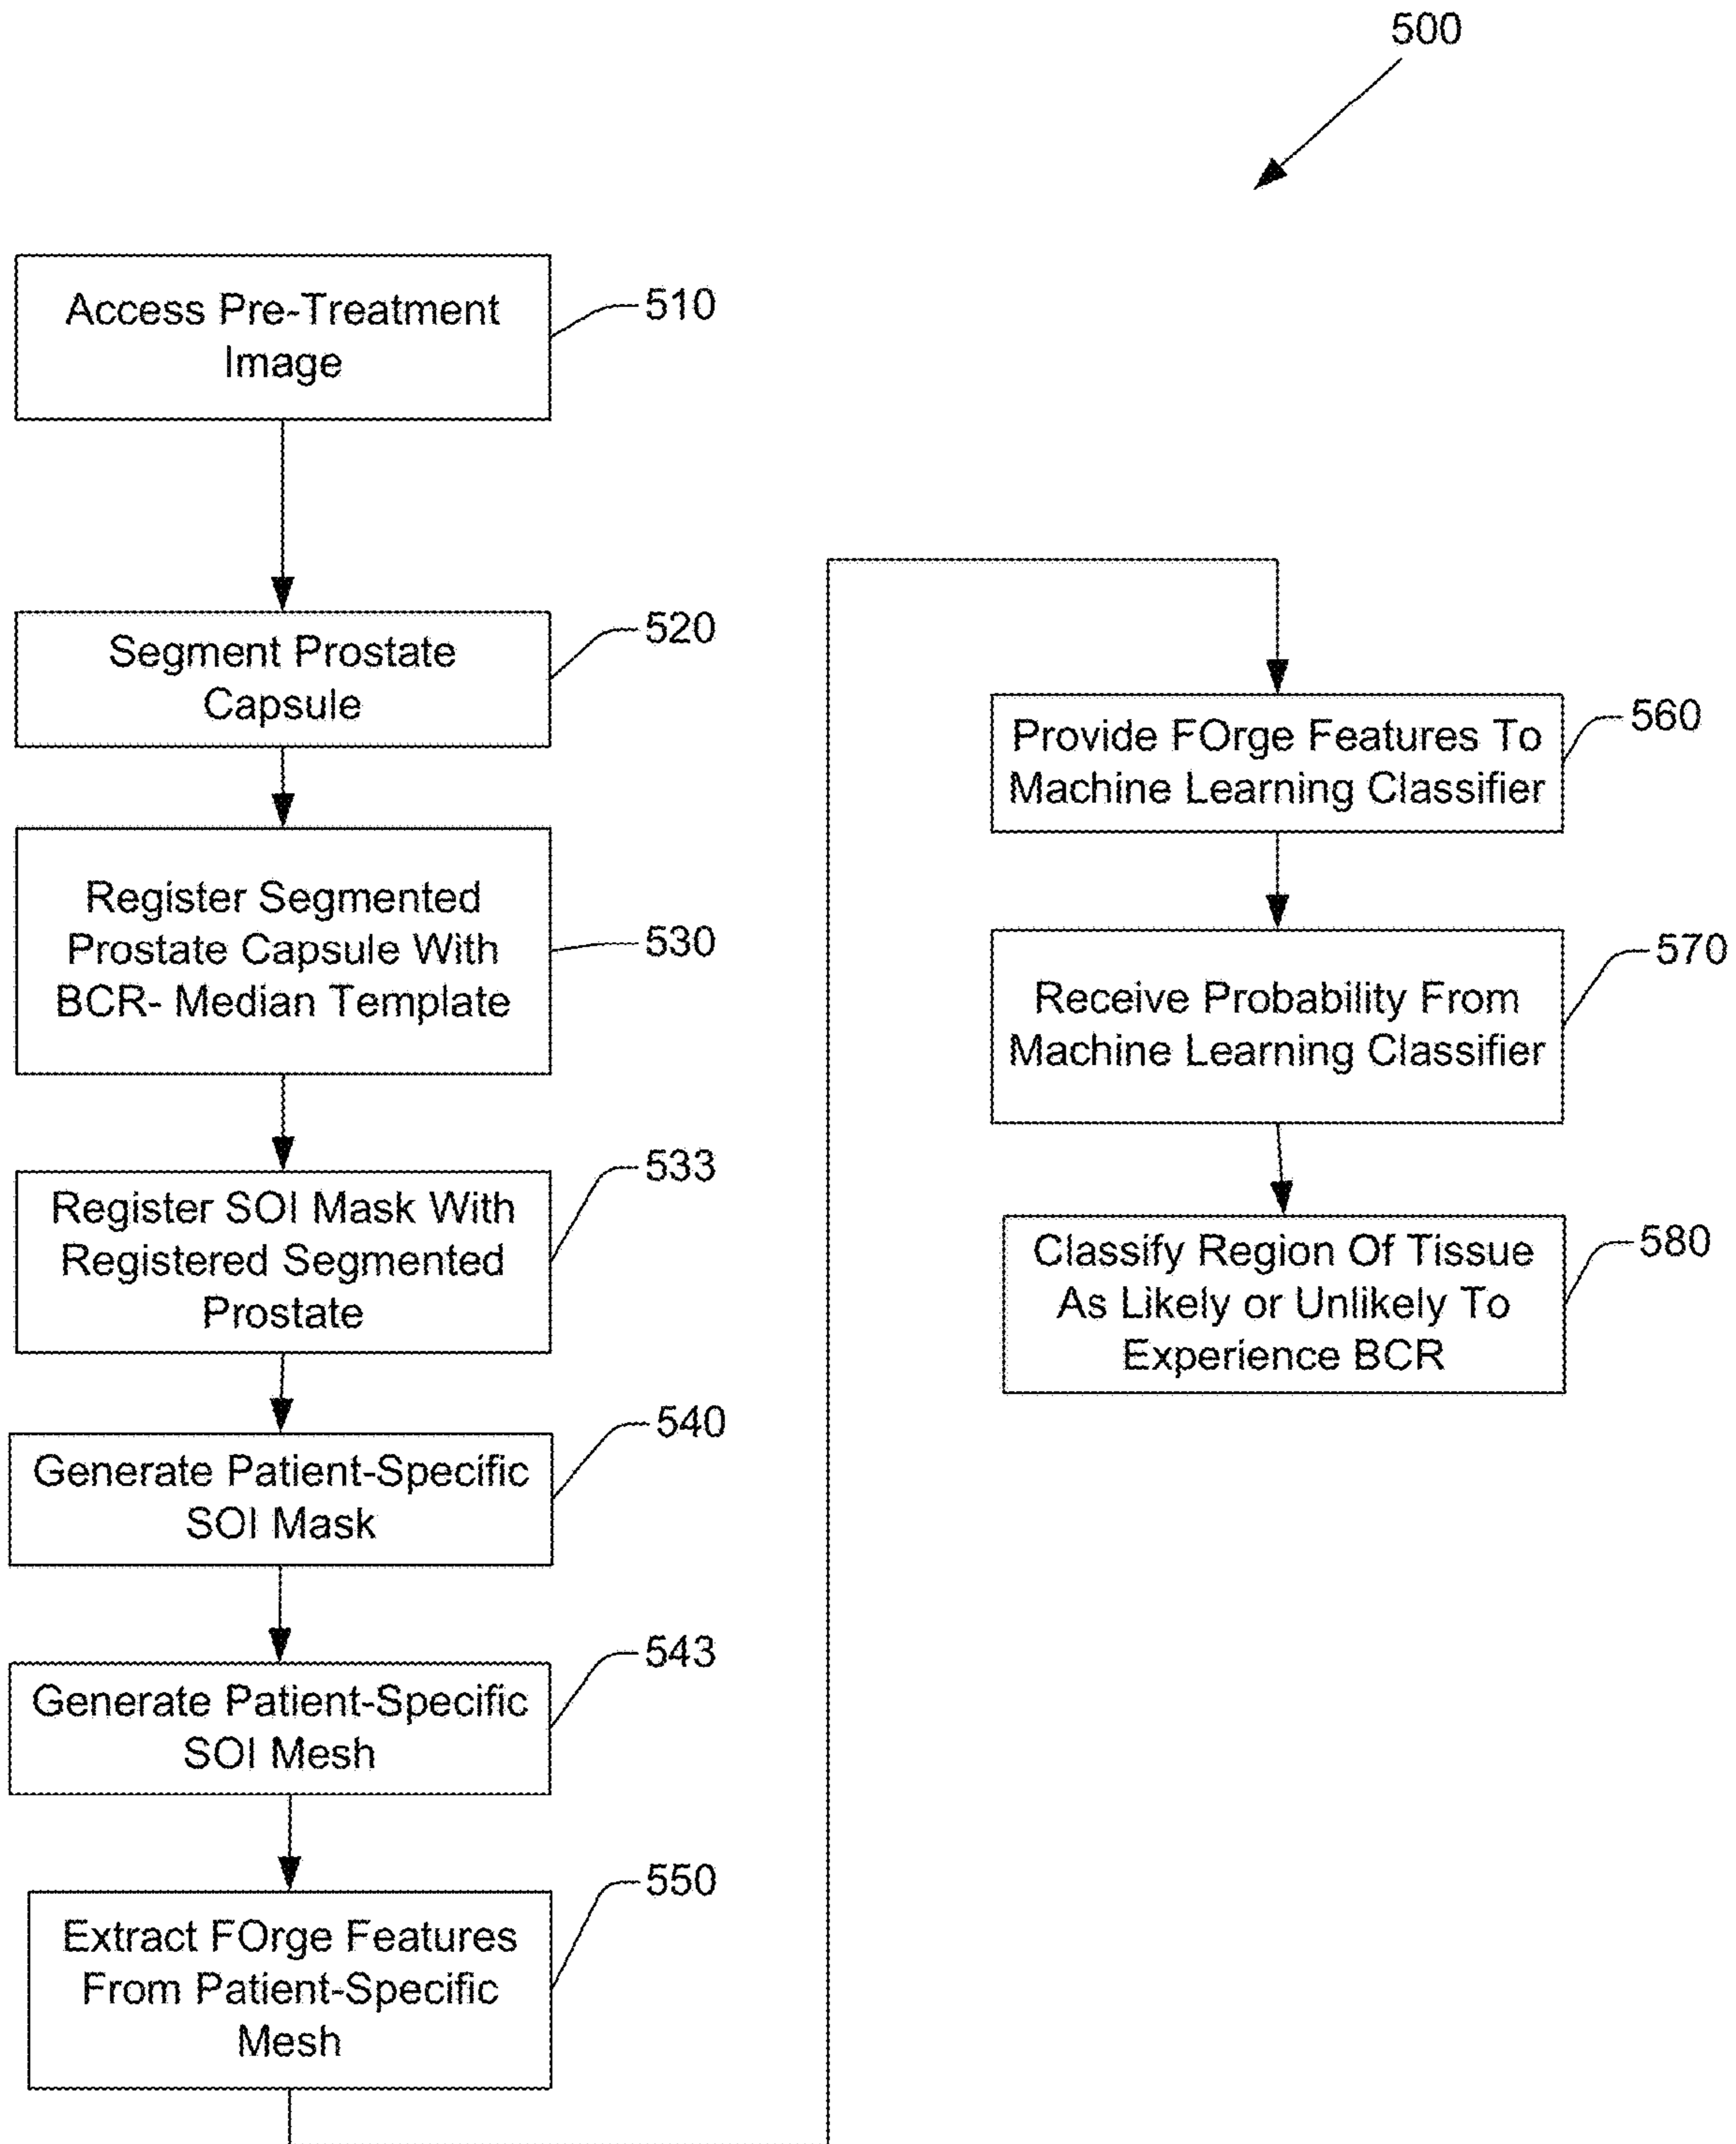 500
Access Pre-Treatment
Image
510
Segment Prostate
Capsule
520
Register Segmented
Prostate Capsule With
BCR- Median Template
530
Register SOI Mask With
Registered Segmented
Prostate
533
Generate Patient-Specific
SOI Mask
540
Generate Patient-Specific
SOI Mesh
543
Extract FOrge Features
From Patient-Specific
Mesh
550
Provide FOrge Features To
Machine Learning Classifier
560
Receive Probability From
Machine Learning Classifier
570
Classify Region Of Tissue
As Likely or Unlikely To
Experience BCR
580